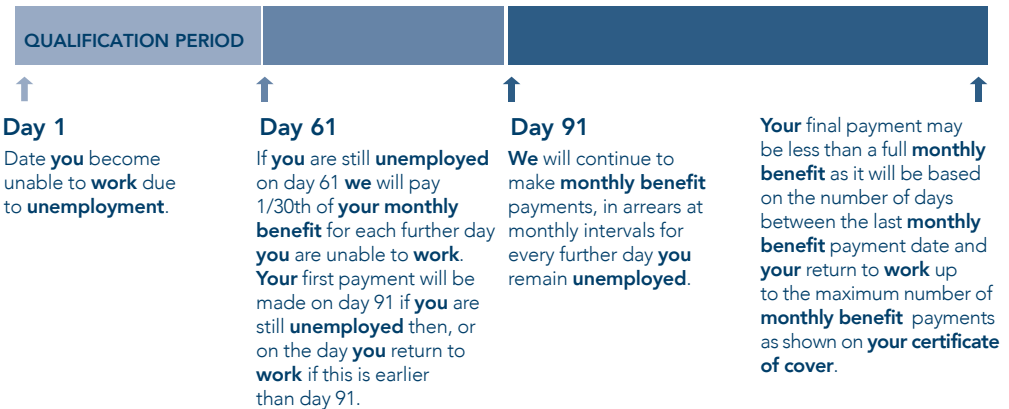 QUALIFICATION PERIOD
Day 1
Date you become
unable to work due
to unemployment.
Day 61
If you are still unemployed
on day 61 we will pay
1/30th of your monthly
benefit for each further day
you are unable to work.
Your first payment will be
made on day 91 if you are
still unemployed then, or
on the day you return to
work if this is earlier
than day 91.
Day 91
We will continue to
make monthly benefit
payments, in arrears at
monthly intervals for
every further day you
remain unemployed.
Your final payment may
be less than a full monthly
benefit as it will be based
on the number of days
between the last monthly
benefit payment date and
your return to work up
to the maximum number of
monthly benefit payments
as shown on your certificate
of cover.